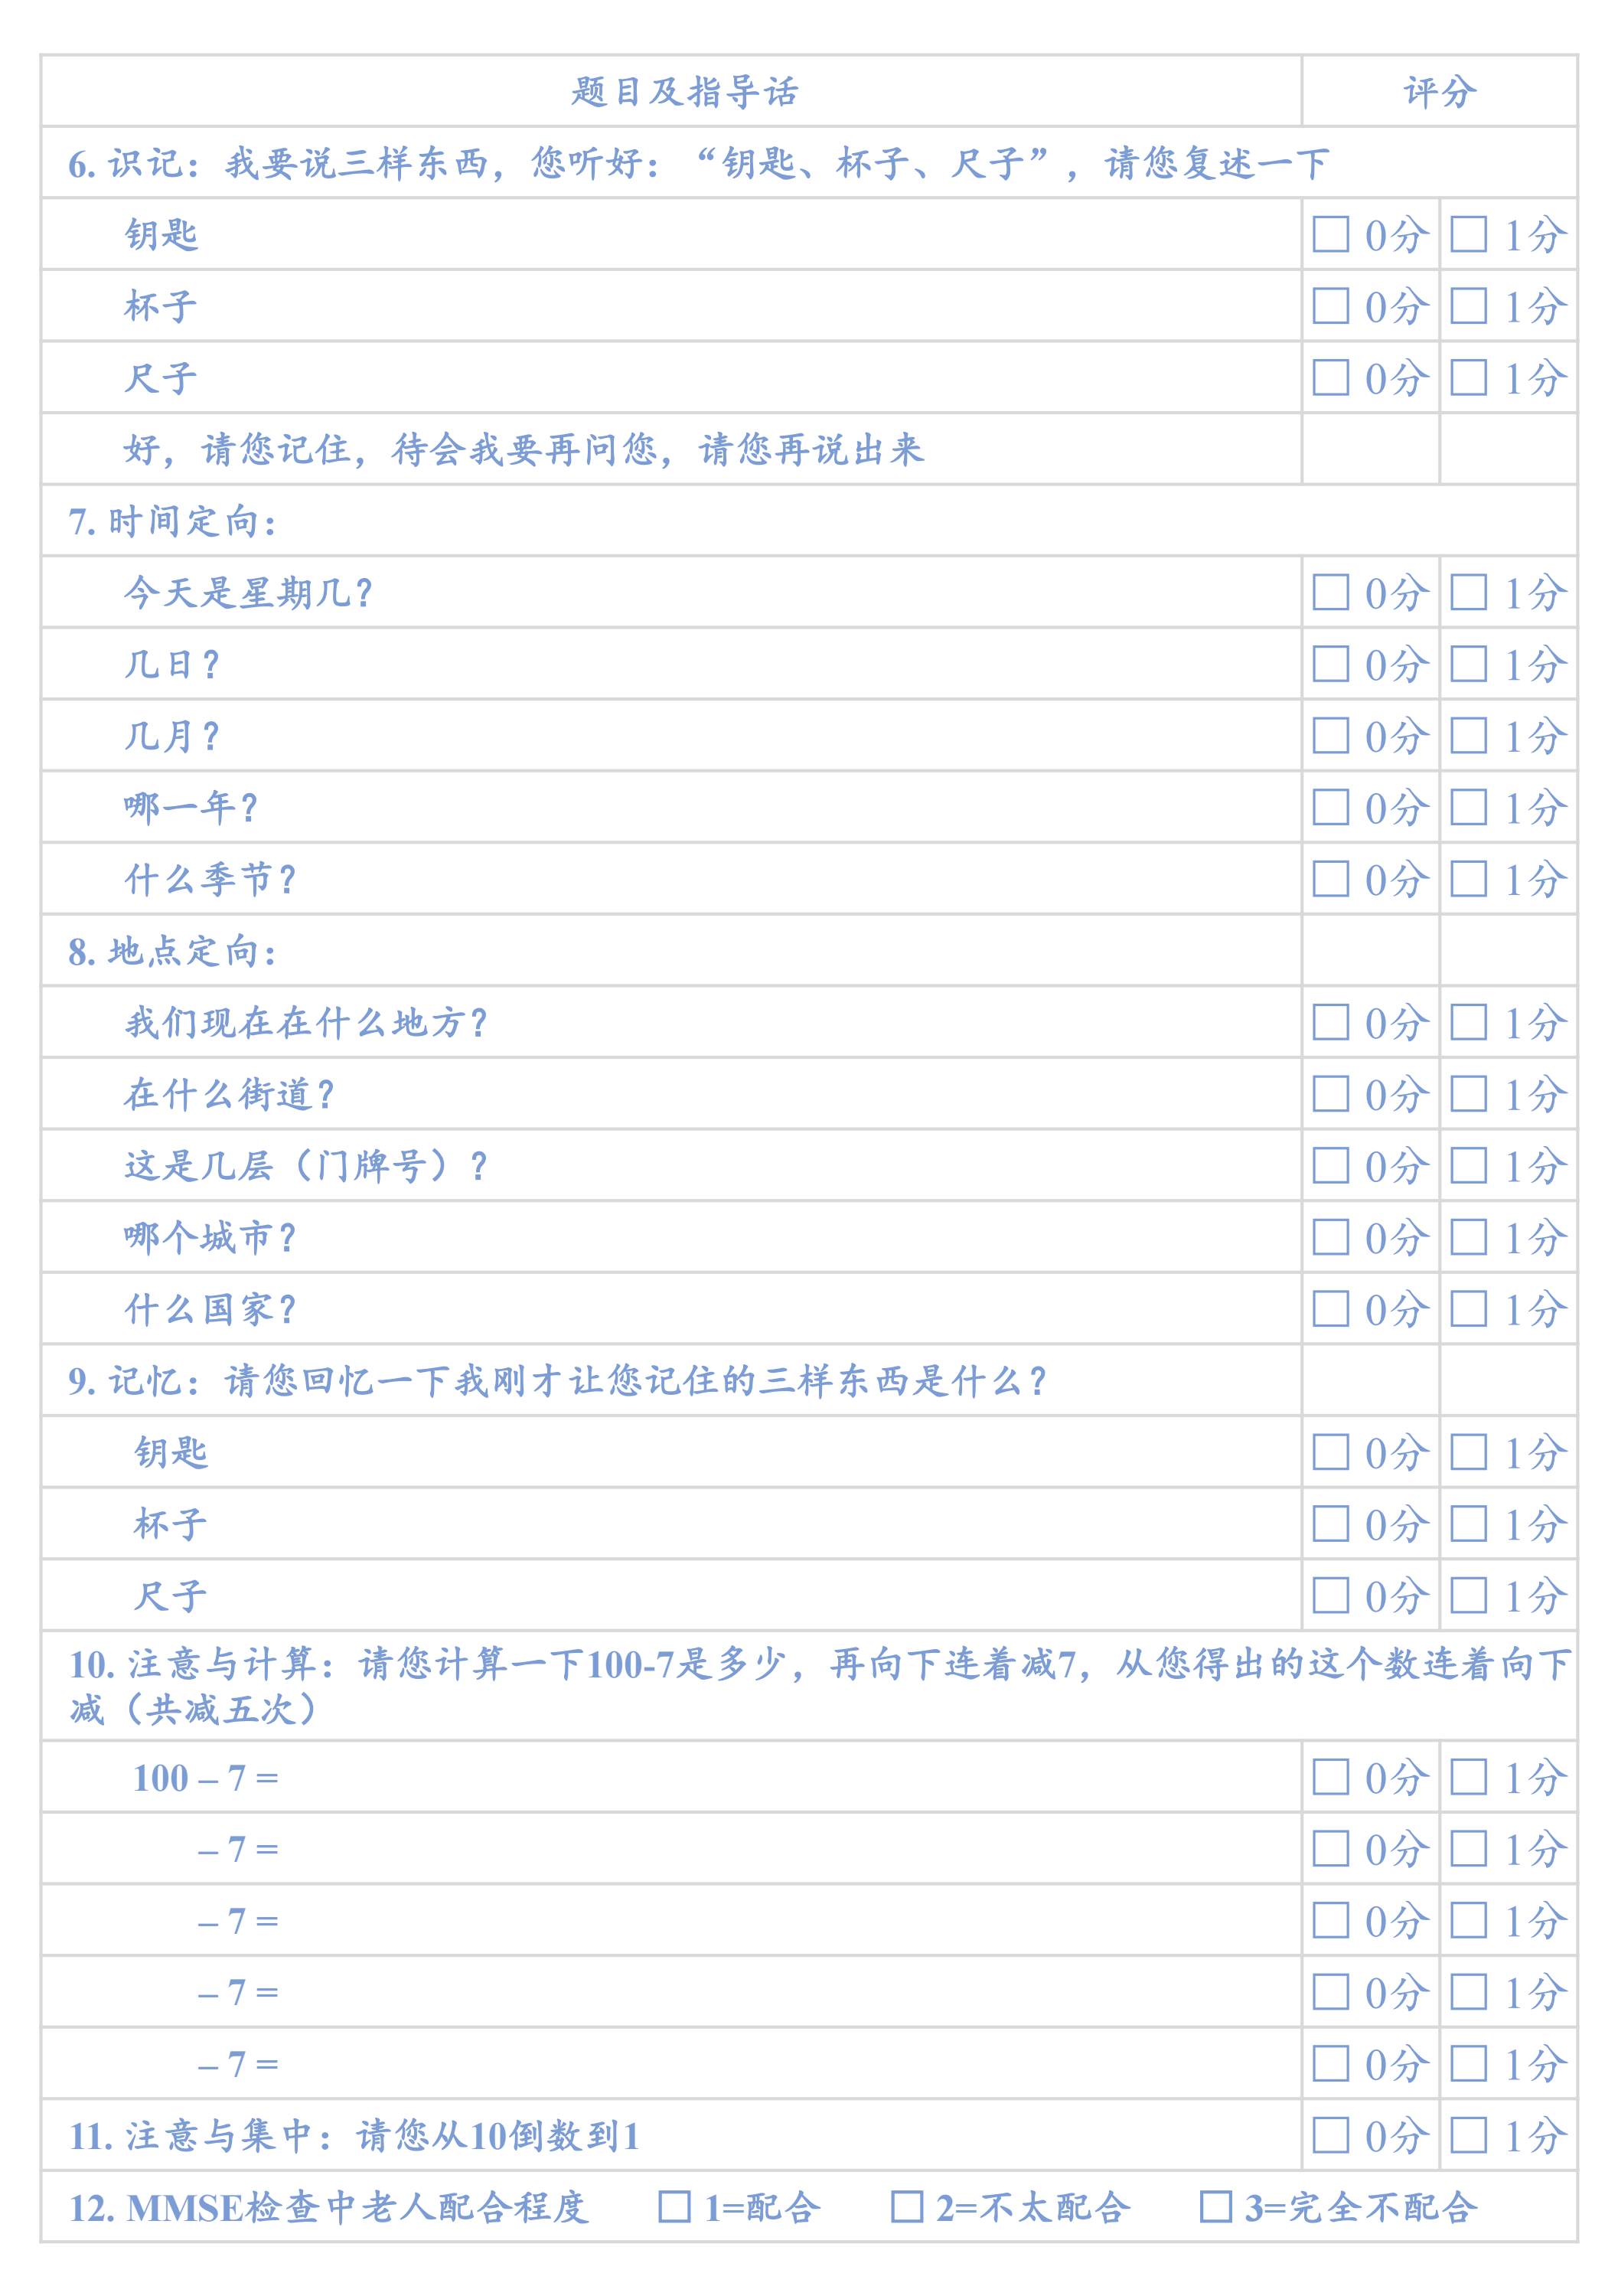 题目及指导话 评分
6. 识记：我要说三样东西，您听好：“钥匙、杯子、尺子”，请您复述一下
钥匙 □ 0分 □ 1分
杯子 □ 0分 □ 1分
尺子 □ 0分 □ 1分
好，请您记住，待会我要再问您，请您再说出来
7. 时间定向：
今天是星期几？ □ 0分 □ 1分
几日？ □ 0分 □ 1分
几月？ □ 0分 □ 1分
哪一年？ □ 0分 □ 1分
什么季节？ □ 0分 □ 1分
8. 地点定向：
我们现在在什么地方？ □ 0分 □ 1分
在什么街道？ □ 0分 □ 1分
这是几层（门牌号）？ □ 0分 □ 1分
哪个城市？ □ 0分 □ 1分
什么国家？ □ 0分 □ 1分
9. 记忆：请您回忆一下我刚才让您记住的三样东西是什么？
钥匙 □ 0分 □ 1分
杯子 □ 0分 □ 1分
尺子 □ 0分 □ 1分
10. 注意与计算：请您计算一下100-7是多少，再向下连着减7，从您得出的这个数连着向下
减（共减五次）
100 – 7 = □ 0分 □ 1分
– 7 = □ 0分 □ 1分
– 7 = □ 0分 □ 1分
– 7 = □ 0分 □ 1分
– 7 = □ 0分 □ 1分
11. 注意与集中：请您从10倒数到1 □ 0分 □ 1分
12. MMSE检查中老人配合程度 □ 1=配合 □ 2=不太配合 □ 3=完全不配合